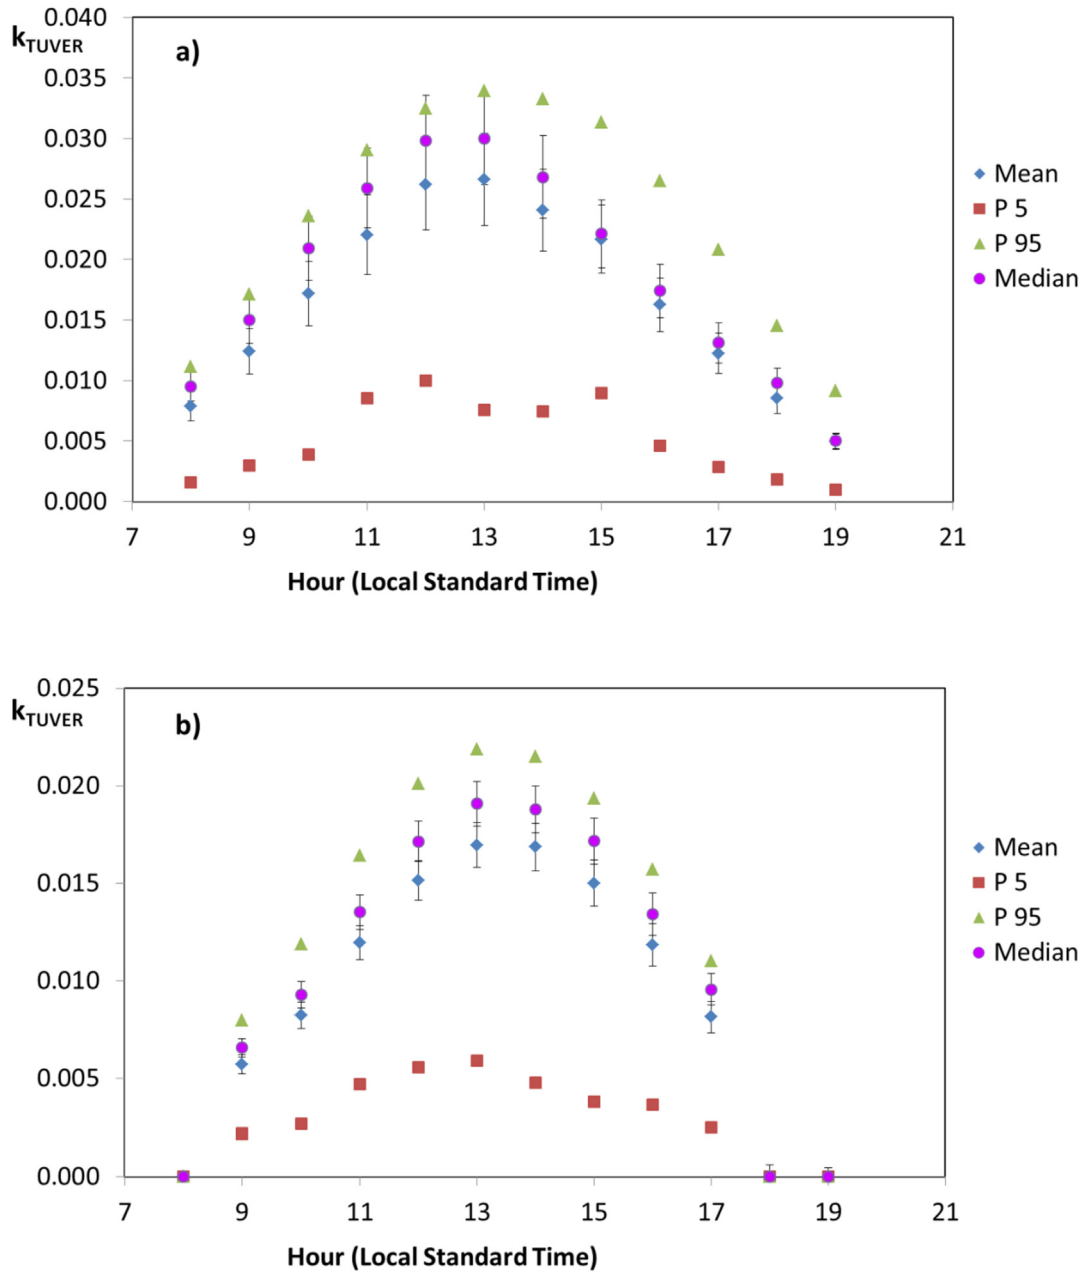 0.040
kTUVER
a)
0.035
0.030
0.025
0.020
0.015
0.010
0.005
0.000
7 9 11 13 15 17 19 21
Hour (Local Standard Time)
Mean
P 5
P 95
Median
0.025
kTUVER
b)
0.020
0.015
0.010
0.005
0.000
7 9 11 13 15 17 19 21
Hour (Local Standard Time)
Mean
P 5
P 95
Median